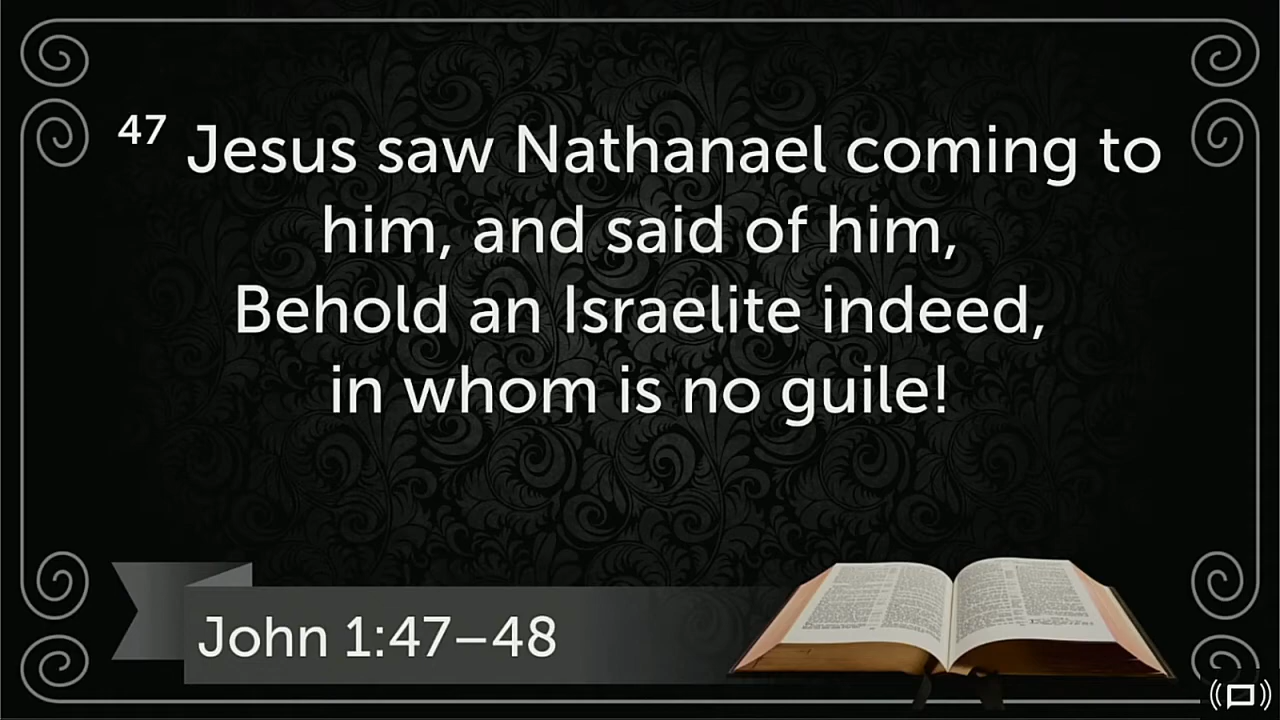 47 Jesus saw Nathanael coming to
him, and said of him,
Behold an Israelite indeed,
in whom is no guile!
John 1:47–48